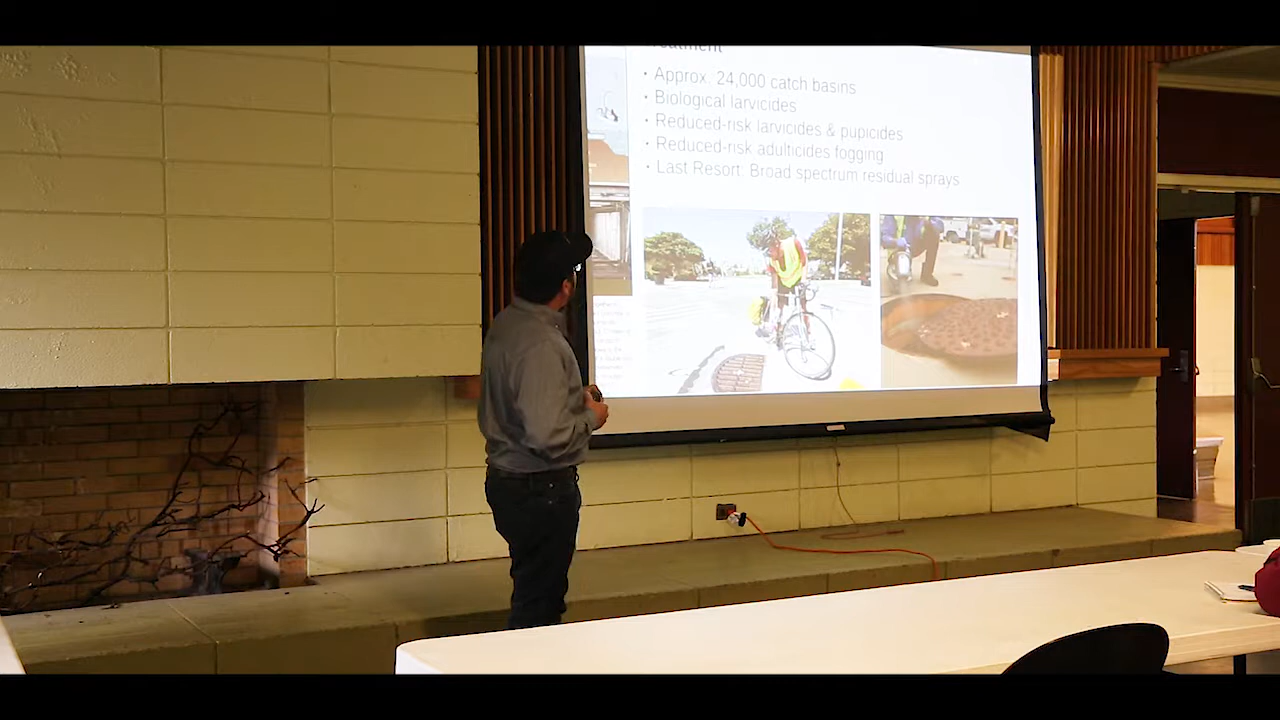 • Approx. 24,000 catch basins
• Biological larvicides
• Reduced-risk larvicides & pupicides
• Reduced-risk adulticides fogging
• Last Resort: Broad spectrum residual sprays